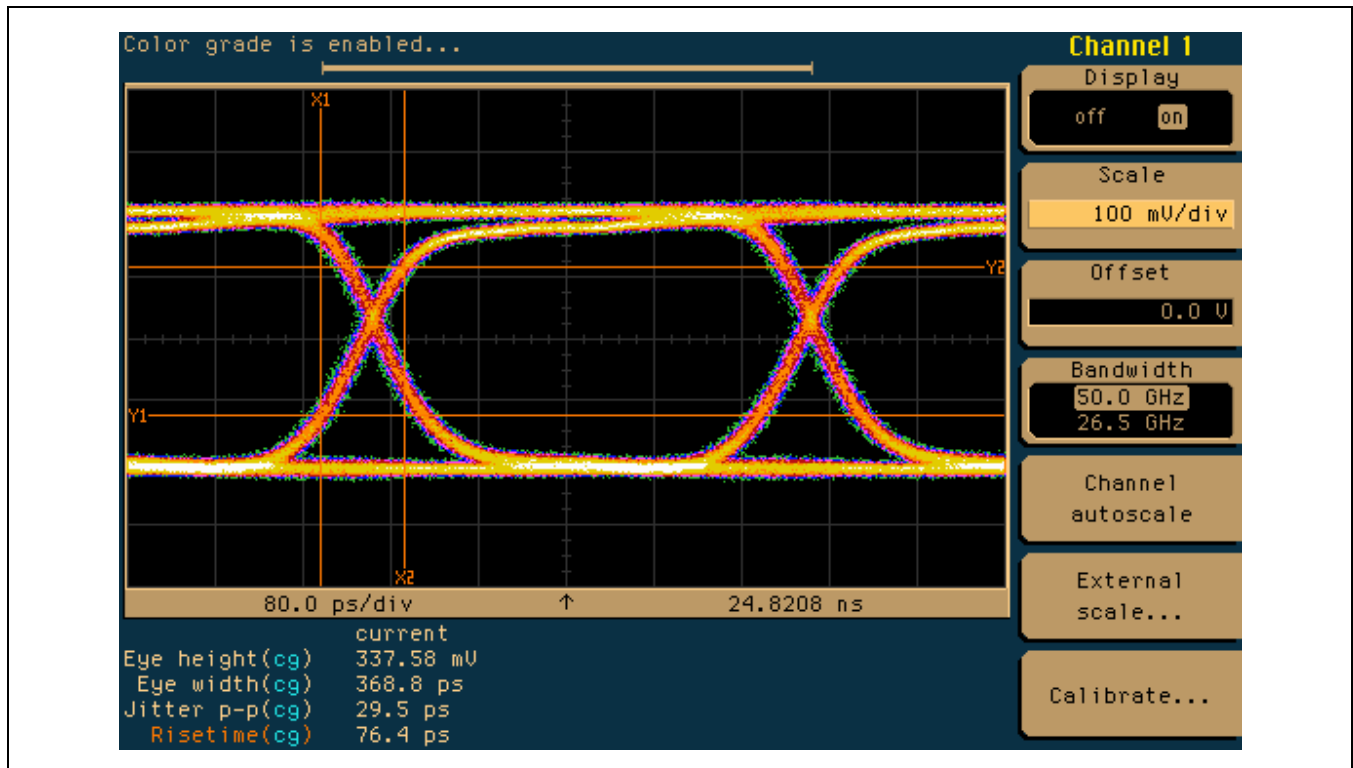 Color grade is enabled...
Channel 1
Display
off on
Scale
100 mV/div
Offset
0.0 V
Bandwidth
50.0 GHz
26.5 GHz
Channel
autoscale
External
scale...
Calibrate...
X1
Y2
Y1
X2
80.0 ps/div ↑ 24.8208 ns
current
Eye height(cg) 337.58 mV
Eye width(cg) 368.8 ps
Jitter p-p(cg) 29.5 ps
Risetime(cg) 76.4 ps